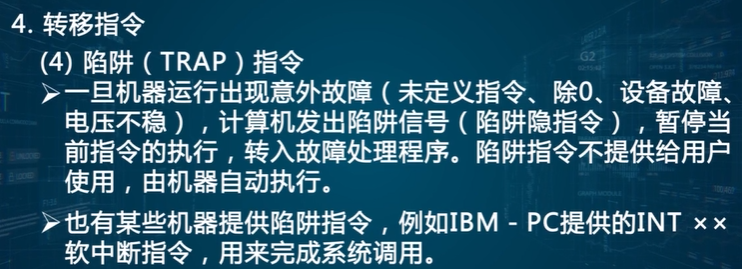 4. 转移指令
(4) 陷阱（TRAP）指令
➢一旦机器运行出现意外故障（未定义指令、除0、设备故障、
电压不稳），计算机发出陷阱信号（陷阱隐指令），暂停当
前指令的执行，转入故障处理程序。陷阱指令不提供给用户
使用，由机器自动执行。
➢也有某些机器提供陷阱指令，例如IBM－PC提供的INT ××
软中断指令，用来完成系统调用。